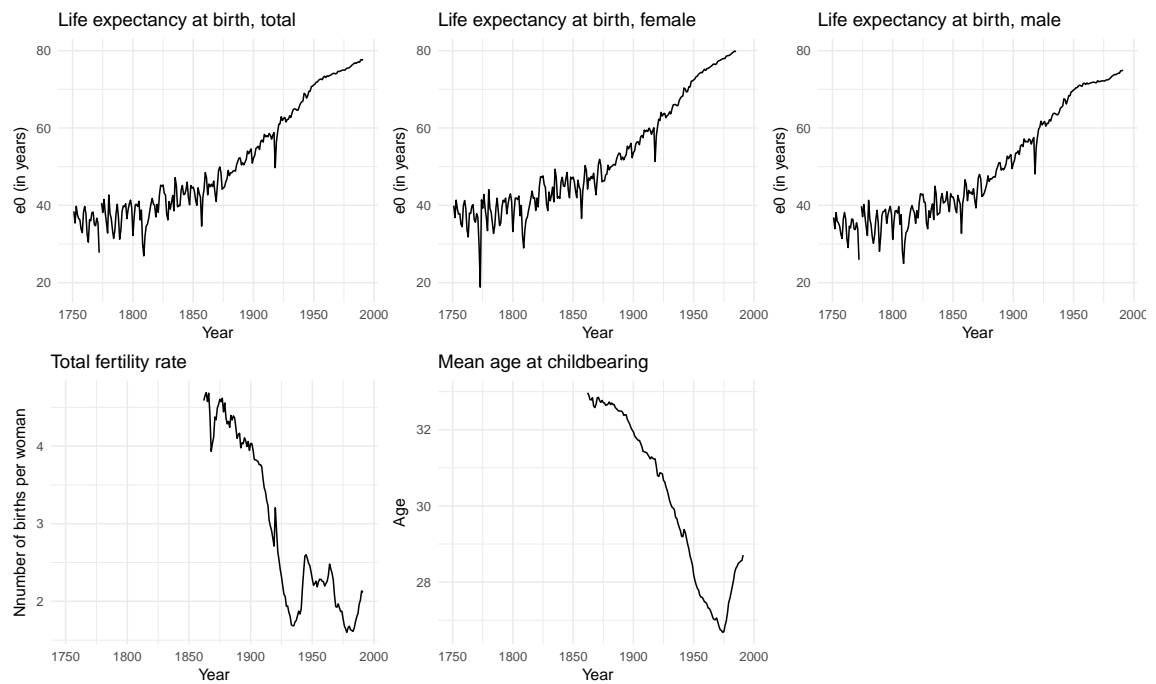 Life expectancy at birth, total
80
60
40
20
e0 (in years)
1750 1800 1850 1900 1950 2000
Year
Life expectancy at birth, female
80
60
40
20
e0 (in years)
1750 1800 1850 1900 1950 2000
Year
Life expectancy at birth, male
80
60
40
20
e0 (in years)
1750 1800 1850 1900 1950 2000
Year
Total fertility rate
4
3
2
Nnumber of births per woman
1750 1800 1850 1900 1950 2000
Year
Mean age at childbearing
32
30
28
Age
1750 1800 1850 1900 1950 2000
Year